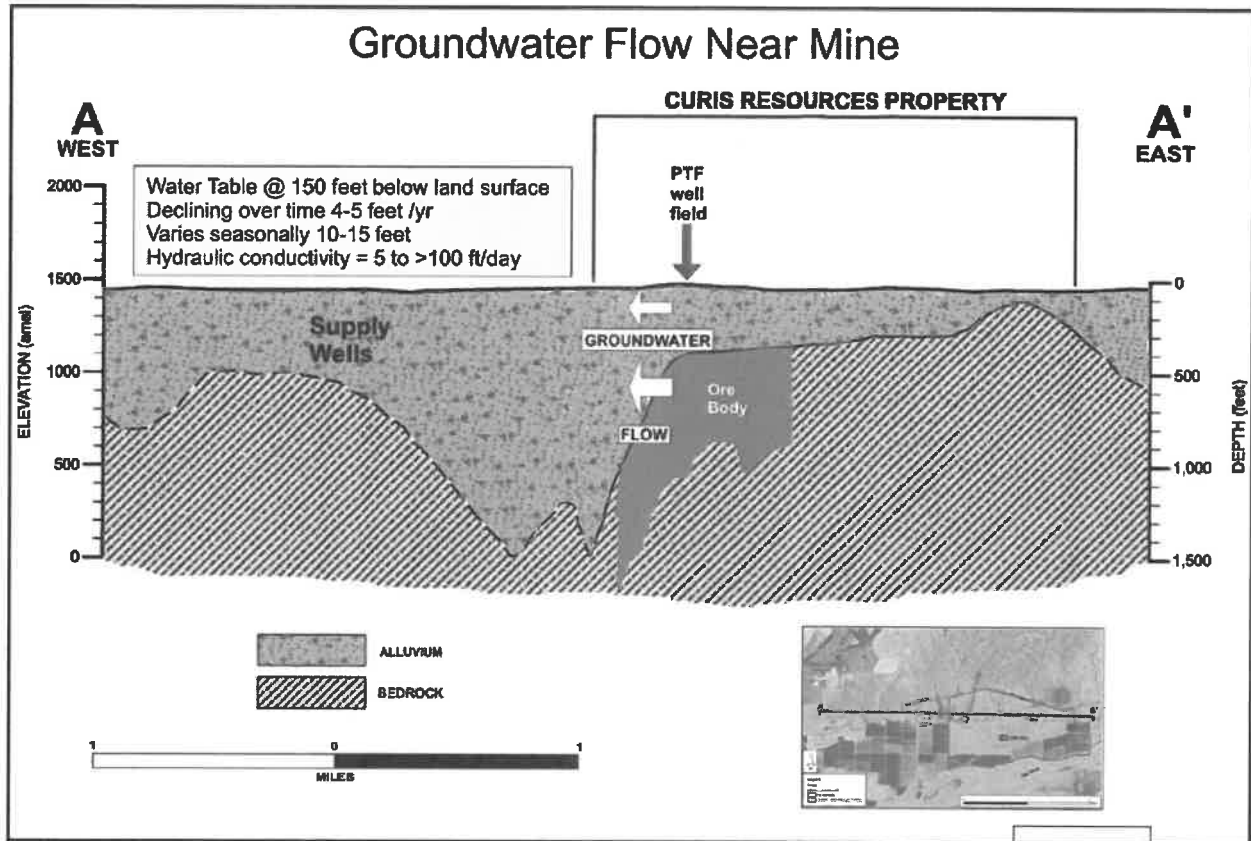 Groundwater Flow Near Mine
CURIS RESOURCES PROPERTY
A
WEST
A'
EAST
Water Table @ 150 feet below land surface
Declining over time 4-5 feet /yr
Varies seasonally 10-15 feet
Hydraulic conductivity = 5 to >100 ft/day
PTF
well
field
2000
1500
1000
500
0
ELEVATION (amsl)
0
500
1,000
1,500
DEPTH (feet)
Supply
Wells
GROUNDWATER
FLOW
Ore
Body
ALLUVIUM
BEDROCK
1
0
1
MILES